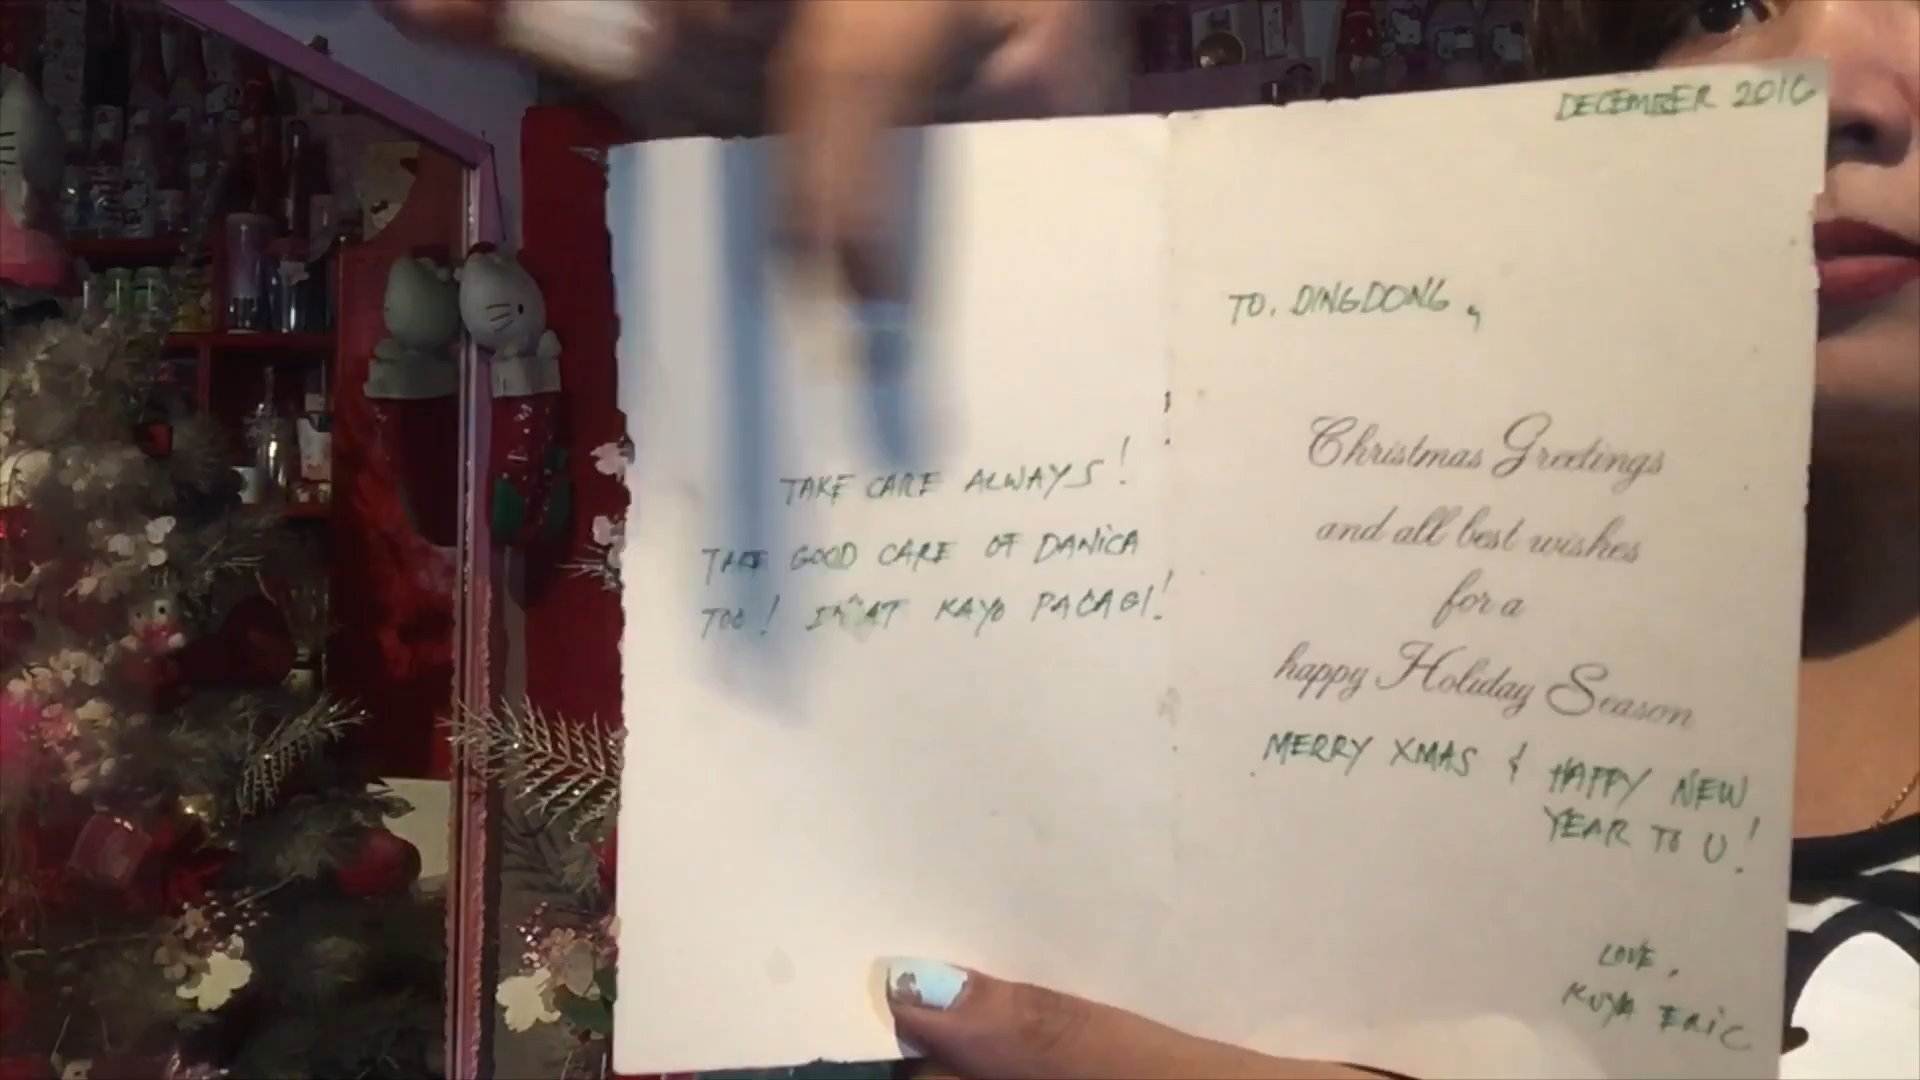 TAKE CARE ALWAYS!
TAKE GOOD CARE OF DANICA
TOO! KAYO PALAGI!
DECEMBER 2016
TO. DINGDONG,
Christmas Greetings
and all best wishes
for a
happy Holiday Season
MERRY XMAS & HAPPY NEW
YEAR TO U!
LOVE,
KUYA ERIC